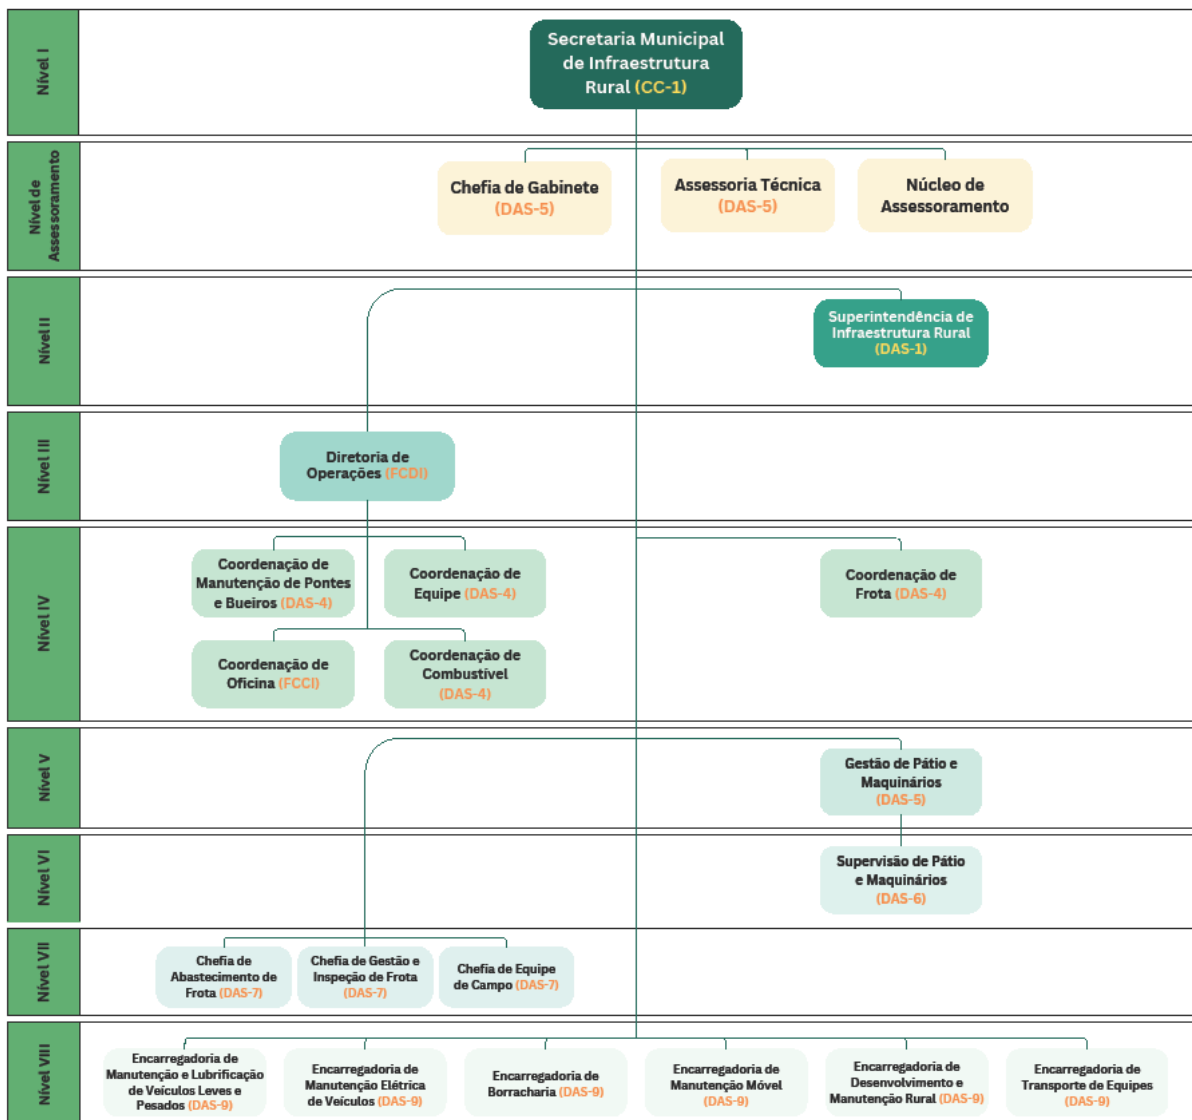 Nível I
Secretaria Municipal
de Infraestrutura
Rural (CC-1)
Nível de
Assessoramento
Chefia de Gabinete
(DAS-5)
Assessoria Técnica
(DAS-5)
Núcleo de
Assessoramento
Nível II
Superintendência de
Infraestrutura Rural
(DAS-1)
Nível III
Diretoria de
Operações (FCDI)
Nível IV
Coordenação de
Manutenção de Pontes
e Bueiros (DAS-4)
Coordenação de
Equipe (DAS-4)
Coordenação de
Frota (DAS-4)
Coordenação de
Oficina (FCCI)
Coordenação de
Combustível
(DAS-4)
Nível V
Gestão de Pátio e
Maquinários
(DAS-5)
Nível VI
Supervisão de Pátio
e Maquinários
(DAS-6)
Nível VII
Chefia de
Abastecimento de
Frota (DAS-7)
Chefia de Gestão e
Inspeção de Frota
(DAS-7)
Chefia de Equipe
de Campo (DAS-7)
Nível VIII
Encarregadoria de
Manutenção e Lubrificação
de Veículos Leves e
Pesados (DAS-9)
Encarregadoria de
Manutenção Elétrica
de Veículos (DAS-9)
Encarregadoria de
Borracharia (DAS-9)
Encarregadoria de
Manutenção Móvel
(DAS-9)
Encarregadoria de
Desenvolvimento e
Manutenção Rural (DAS-9)
Encarregadoria de
Transporte de Equipes
(DAS-9)